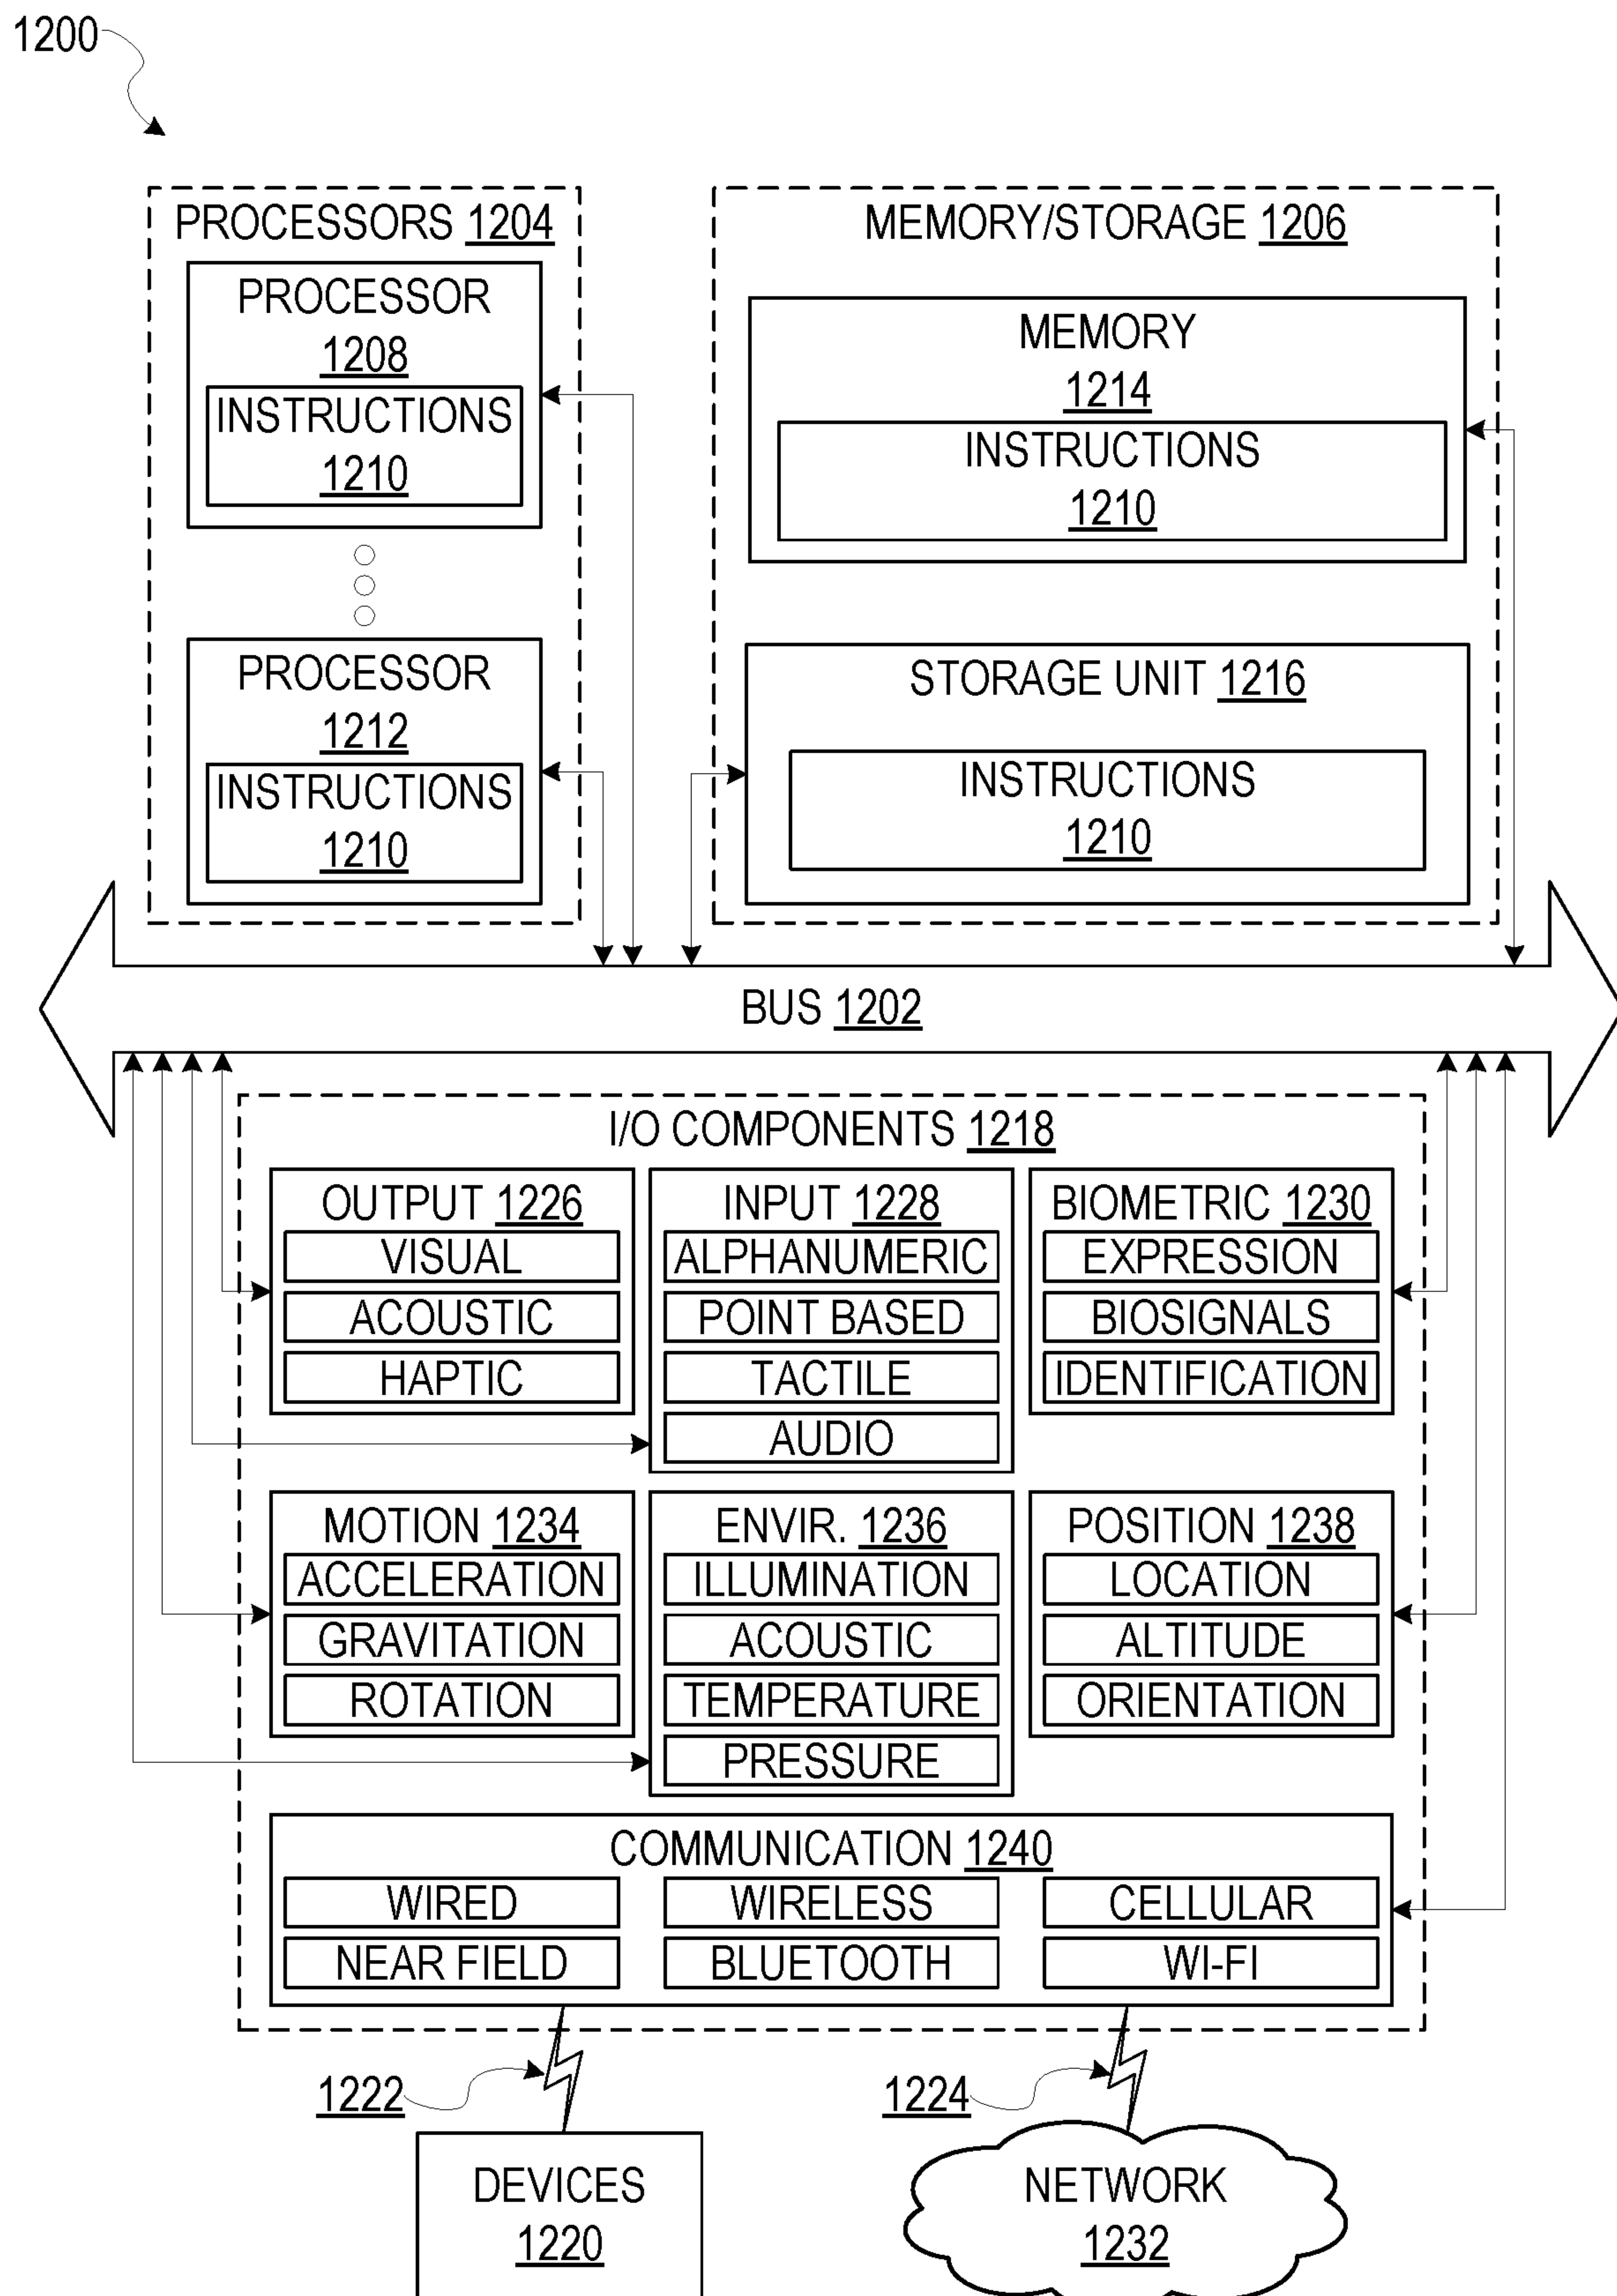 1200
PROCESSORS 1204
PROCESSOR
1208
INSTRUCTIONS
1210
PROCESSOR
1212
INSTRUCTIONS
1210
MEMORY/STORAGE 1206
MEMORY
1214
INSTRUCTIONS
1210
STORAGE UNIT 1216
INSTRUCTIONS
1210
BUS 1202
I/O COMPONENTS 1218
OUTPUT 1226
VISUAL
ACOUSTIC
HAPTIC
INPUT 1228
ALPHANUMERIC
POINT BASED
TACTILE
AUDIO
BIOMETRIC 1230
EXPRESSION
BIOSIGNALS
IDENTIFICATION
MOTION 1234
ACCELERATION
GRAVITATION
ROTATION
ENVIR. 1236
ILLUMINATION
ACOUSTIC
TEMPERATURE
PRESSURE
POSITION 1238
LOCATION
ALTITUDE
ORIENTATION
COMMUNICATION 1240
WIRED
WIRELESS
CELLULAR
NEAR FIELD
BLUETOOTH
WI-FI
1222
1224
DEVICES
1220
NETWORK
1232